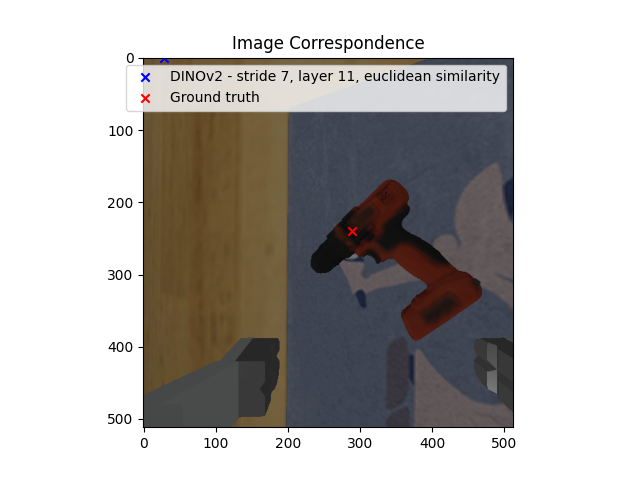 Image Correspondence
DINOv2 - stride 7, layer 11, euclidean similarity
Ground truth
0
100
200
300
400
500
0 100 200 300 400 500